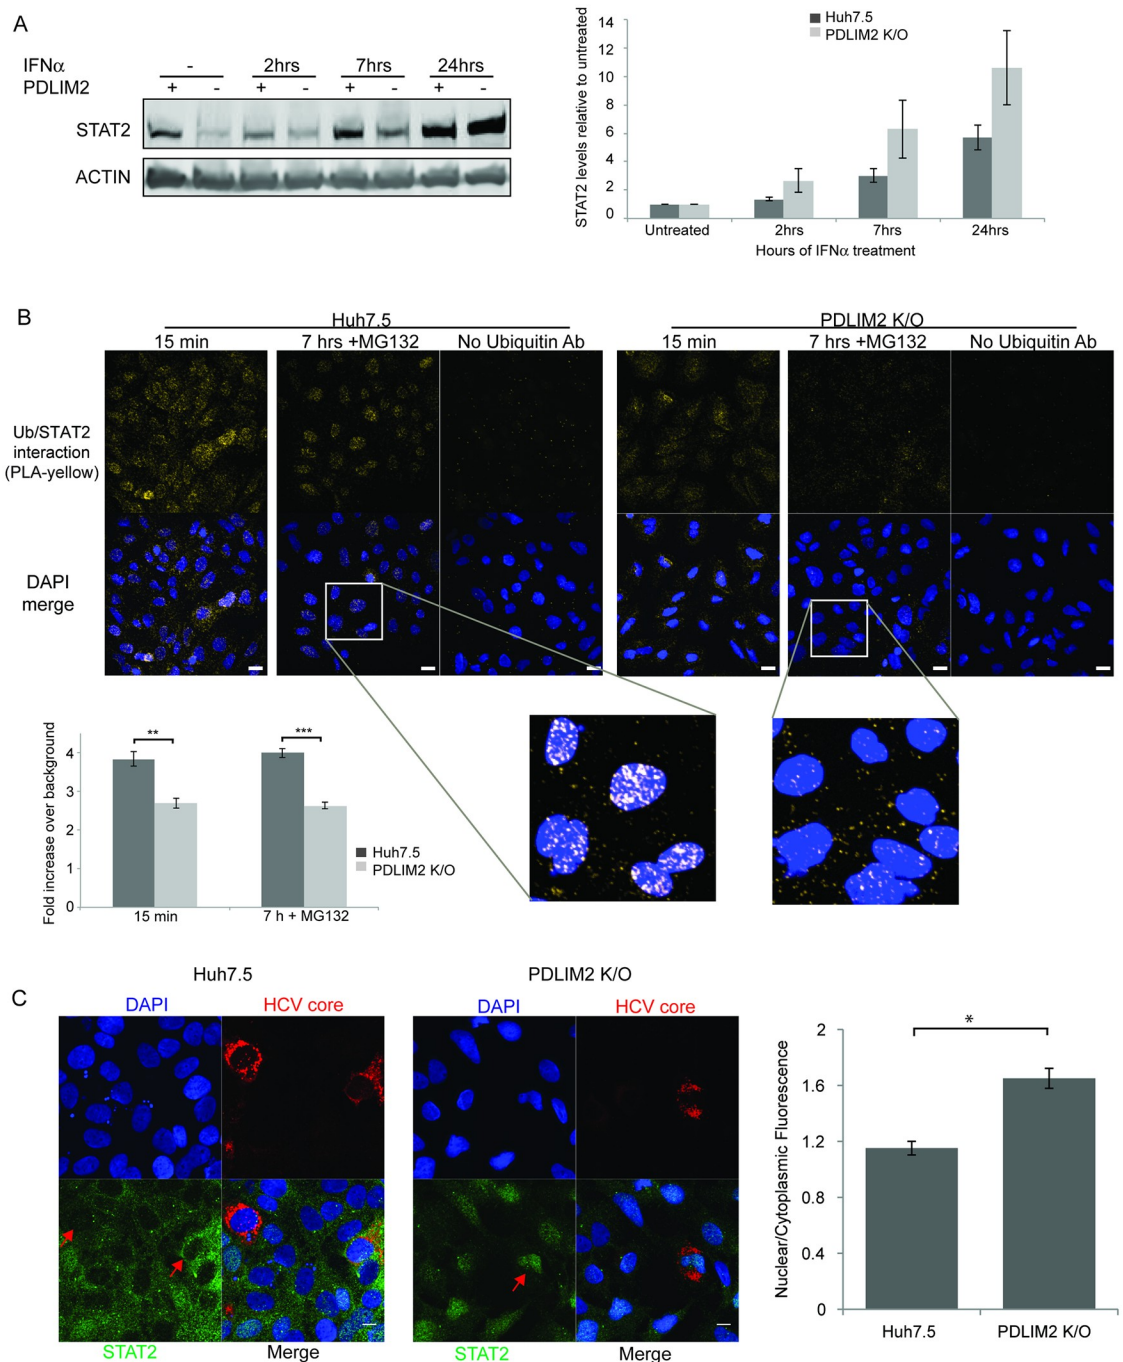 A
IFNα - 2hrs 7hrs 24hrs
PDLIM2 + - + - + - + -
STAT2
ACTIN
Huh7.5
PDLIM2 K/O
STAT2 levels relative to untreated
14
12
10
8
6
4
2
0
Untreated 2hrs 7hrs 24hrs
Hours of IFNα treatment
B
Huh7.5
15 min 7 hrs +MG132 No Ubiquitin Ab
PDLIM2 K/O
15 min 7 hrs +MG132 No Ubiquitin Ab
Ub/STAT2
interaction
(PLA-yellow)
DAPI
merge
Fold increase over background
4
3
2
1
0
** ***
Huh7.5
PDLIM2 K/O
15 min 7 h + MG132
C
Huh7.5
DAPI HCV core
STAT2 Merge
PDLIM2 K/O
DAPI HCV core
STAT2 Merge
Nuclear/Cytoplasmic Fluorescence
2
1.6
1.2
0.8
0.4
0
*
Huh7.5 PDLIM2 K/O